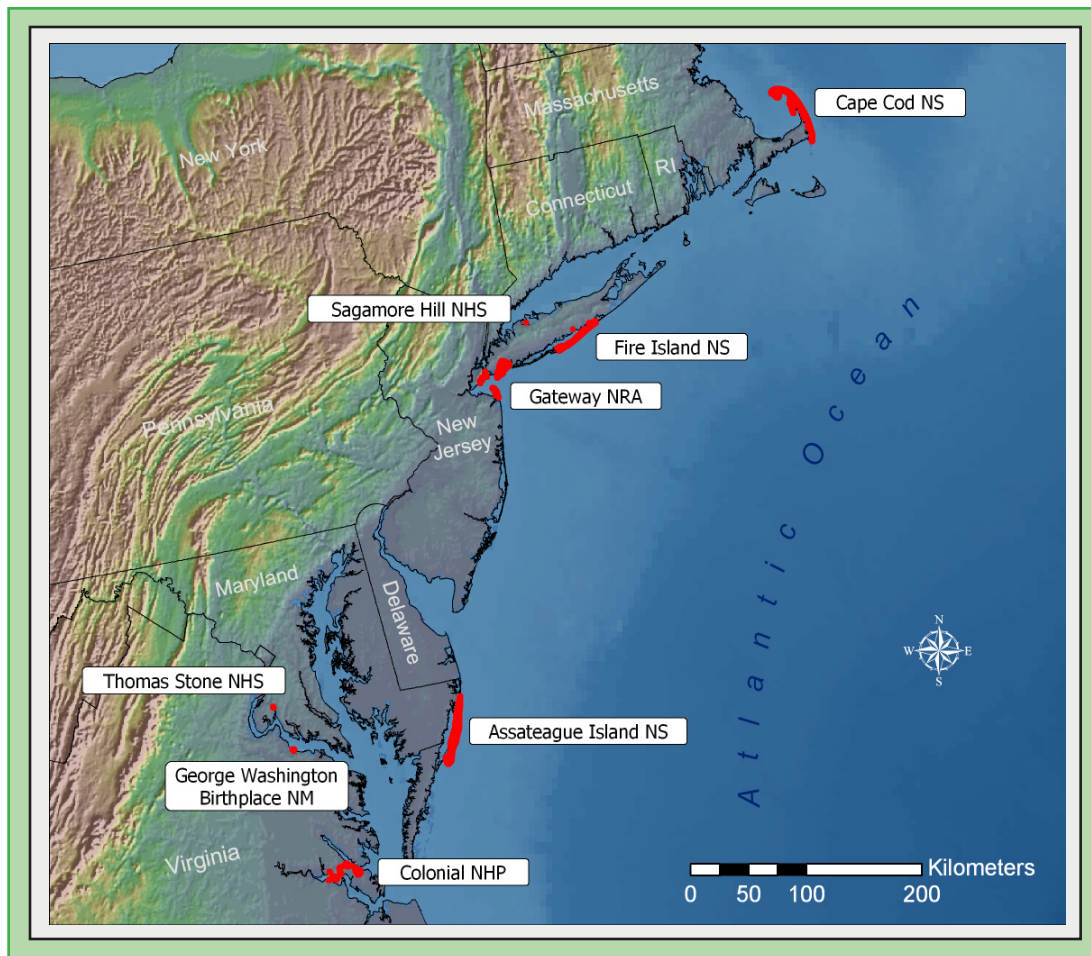 Massachusetts
Cape Cod NS
New York
RI
Connecticut
Sagamore Hill NHS
Fire Island NS
Gateway NRA
Pennsylvania
New
Jersey
Atlantic Ocean
Maryland
Delaware
N
W
E
S
Thomas Stone NHS
Assateague Island NS
George Washington
Birthplace NM
Virginia
Colonial NHP
Kilometers
0 50 100 200